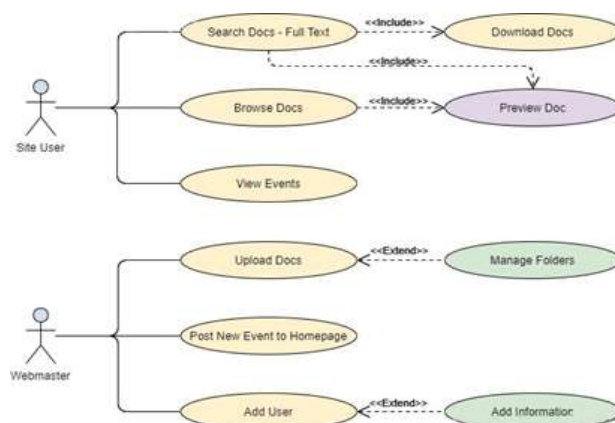 Search Docs - Full Text
<<Include>>
Download Docs
<<Include>>
Browse Docs
<<Include>>
Preview Doc
Site User
View Events
Upload Docs
<<Extend>>
Manage Folders
Post New Event to Homepage
Webmaster
Add User
<<Extend>>
Add Information